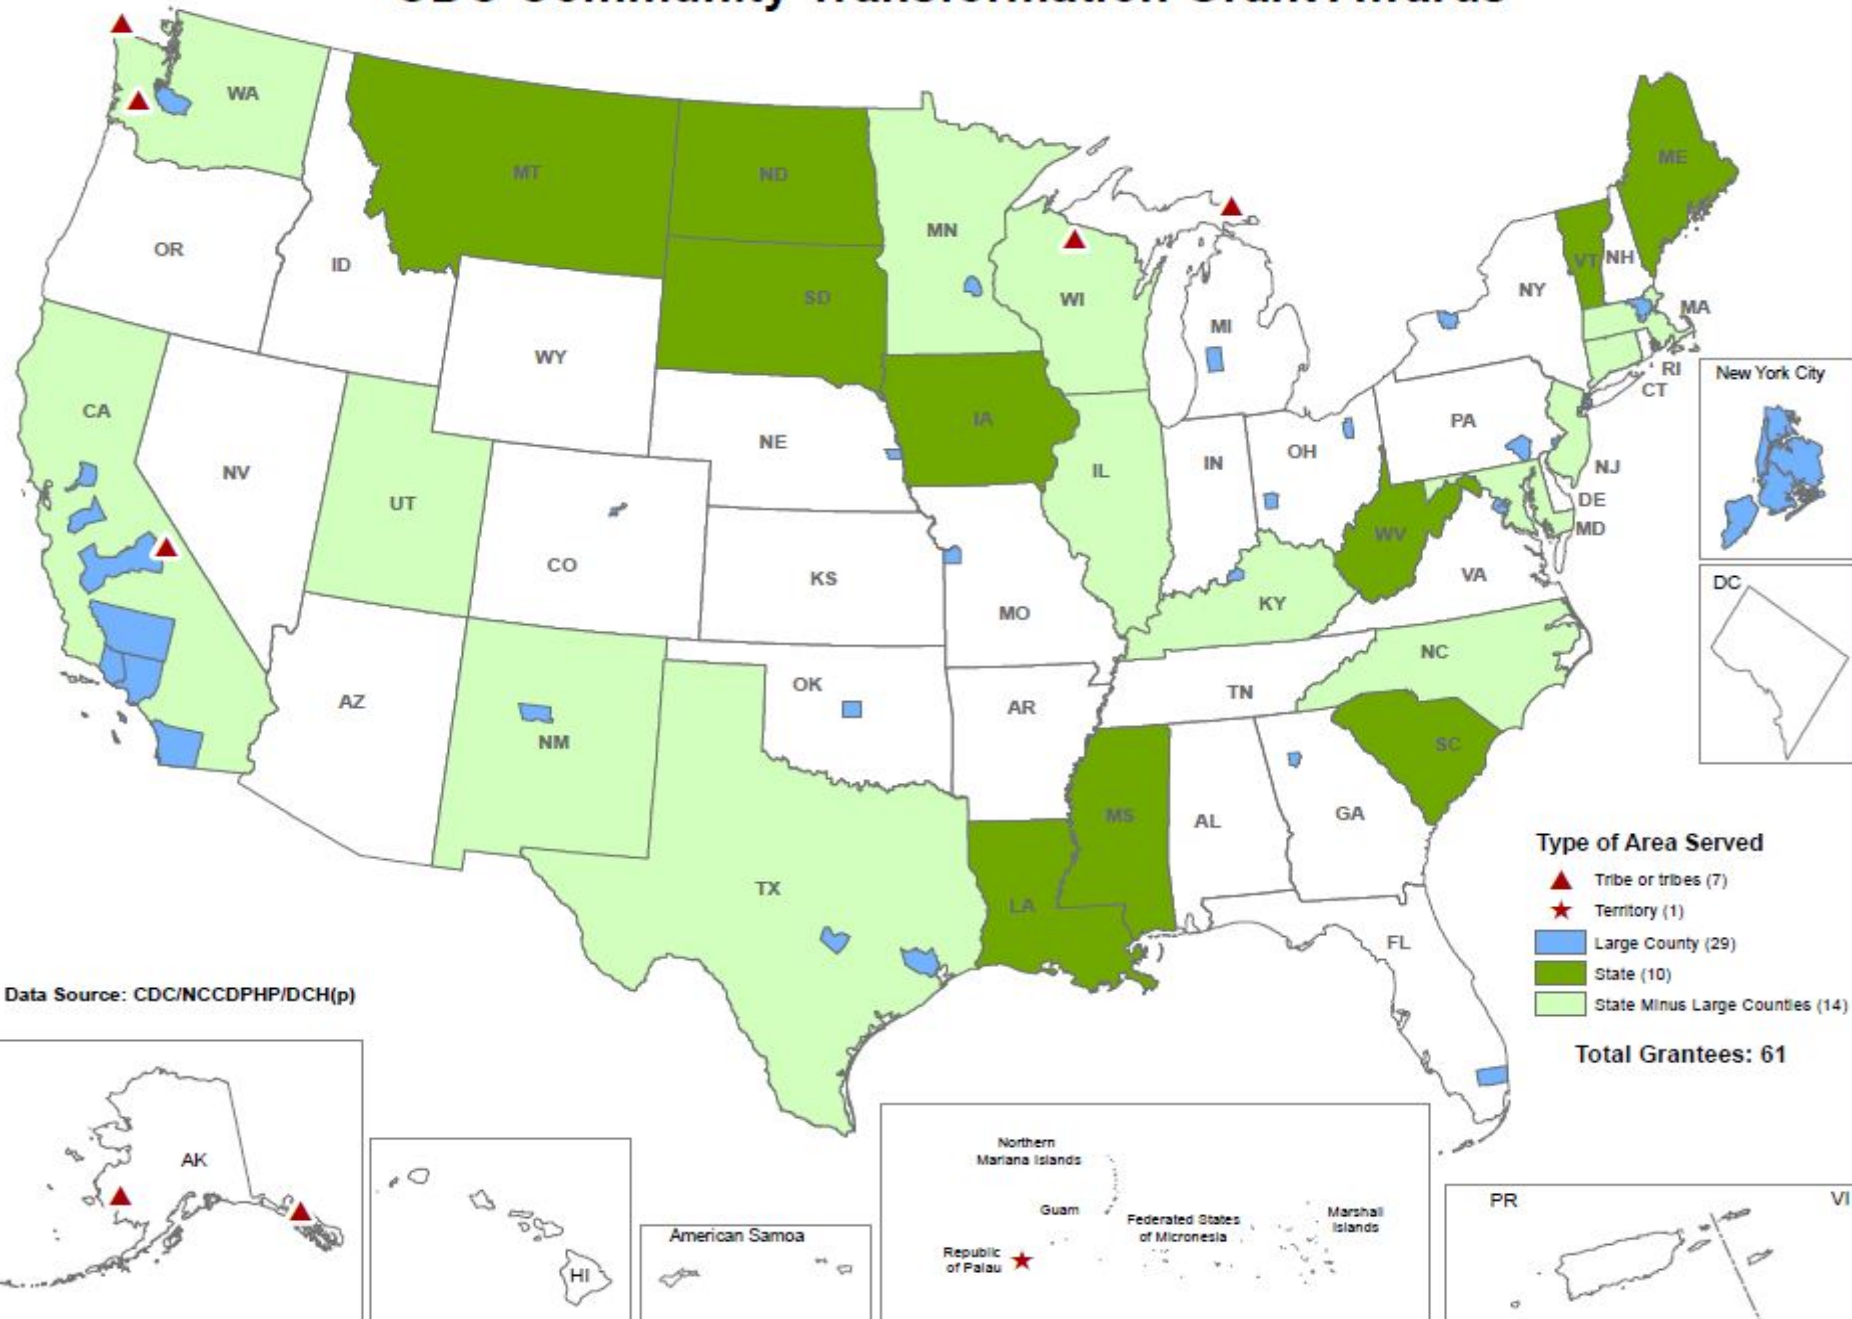 CDC Community Transformation Grant Awards
WA
MT
ND
ME
OR
ID
MN
VT
NH
SD
WI
NY
MA
MI
WY
RI
CT
New York City
CA
IA
PA
NE
OH
NV
IL
IN
NJ
UT
DE
MD
WV
CO
KS
VA
DC
MO
KY
NC
AZ
OK
TN
AR
NM
SC
MS
AL
GA
TX
LA
FL
Type of Area Served
Tribe or tribes (7)
Territory (1)
Large County (29)
State (10)
State Minus Large Counties (14)
Total Grantees: 61
Data Source: CDC/NCCDPHP/DCH(p)
AK
HI
American Samoa
Northern
Mariana Islands
Guam
Federated States
of Micronesia
Marshall
Islands
Republic
of Palau
PR
VI